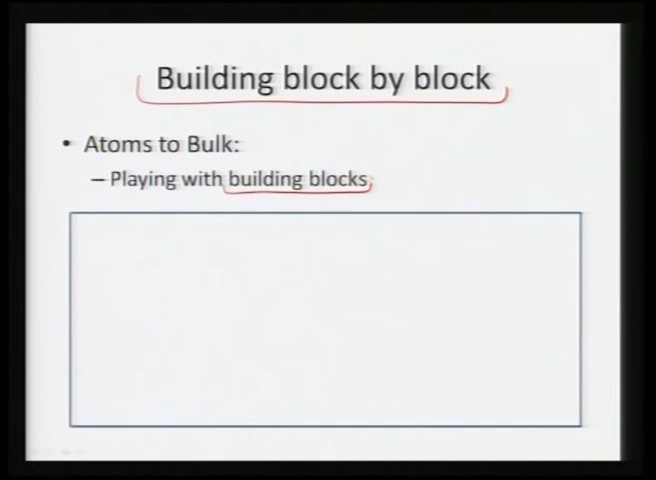 Building block by block
• Atoms to Bulk:
– Playing with building blocks